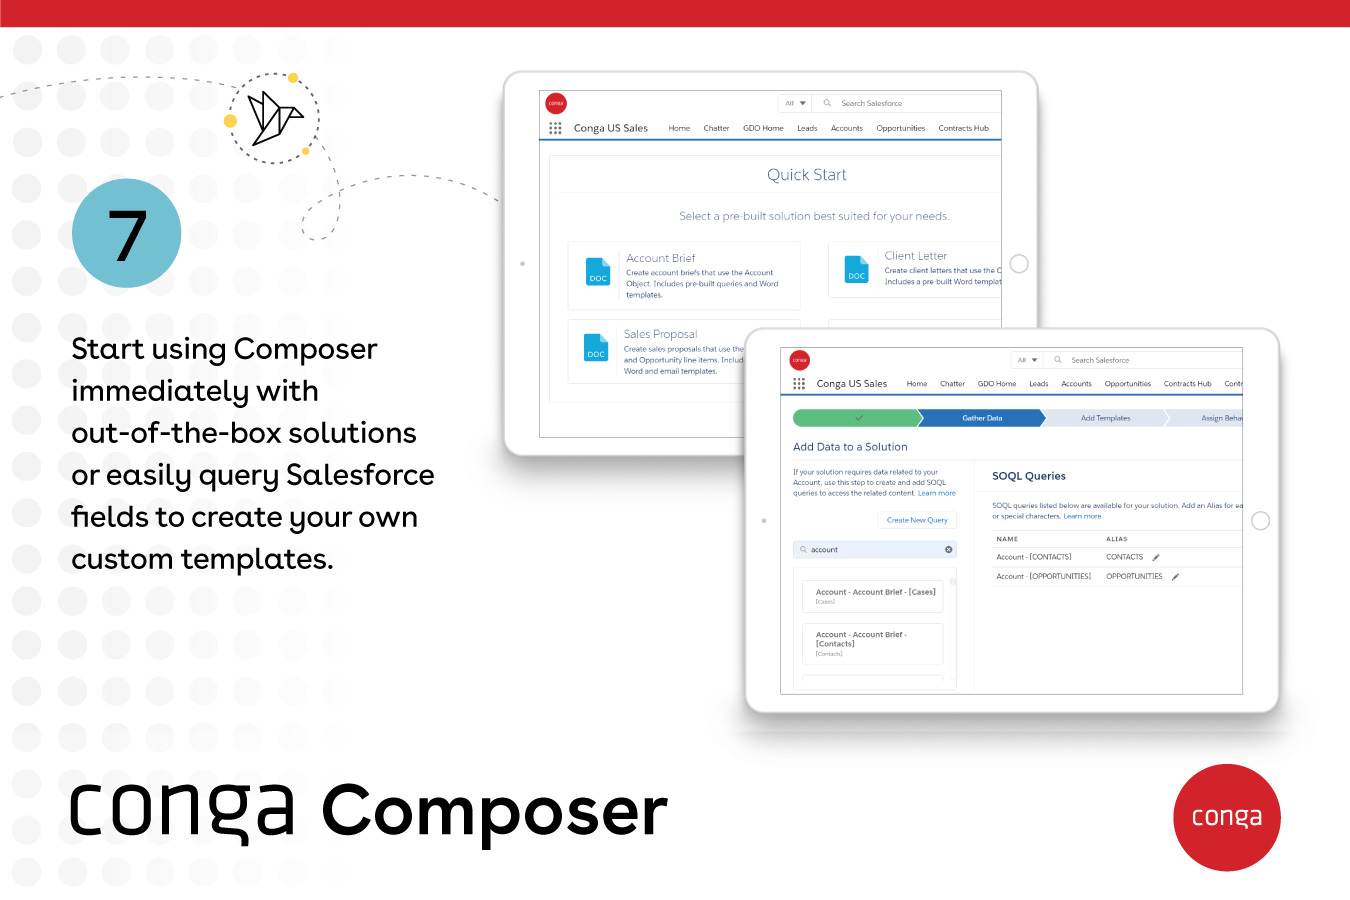 7
Start using Composer
immediately with
out-of-the-box solutions
or easily query Salesforce
fields to create your own
custom templates.
conga
All
Search Salesforce
Conga US Sales Home Chatter GDO Home Leads Accounts Opportunities Contracts Hub
Quick Start
Select a pre-built solution best suited for your needs.
DOC
Account Brief
Create account briefs that use the Account
Object. Includes pre-built queries and Word
templates.
DOC
Client Letter
Create client letters that use the C
Includes a pre-built Word templat
DOC
Sales Proposal
Create sales proposals that use the
and Opportunity line items. Includ
Word and email templates.
conga
All
Search Salesforce
Conga US Sales Home Chatter GDO Home Leads Accounts Opportunities Contracts Hub Contr
Gather Data Add Templates Assign Behav
Add Data to a Solution
If your solution requires data related to your
Account, use this step to create and add SOQL
queries to access the related content. Learn more
Create New Query
account
Account - Account Brief - [Cases]
[Cases]
Account - Account Brief -
[Contacts]
[Contacts]
SOQL Queries
SOQL queries listed below are available for your solution. Add an Alias for ea
or special characters. Learn more
NAME ALIAS
Account - [CONTACTS] CONTACTS
Account - [OPPORTUNITIES] OPPORTUNITIES
conga Composer
conga